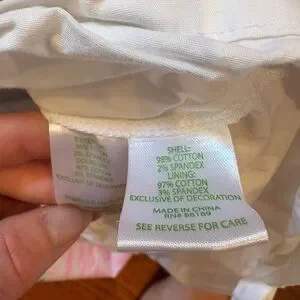 SHELL:
98% COTTON
2% SPANDEX
LINING:
97% COTTON
3% SPANDEX
EXCLUSIVE OF DECORATION
MADE IN CHINA
RN# 88189
SEE REVERSE FOR CARE